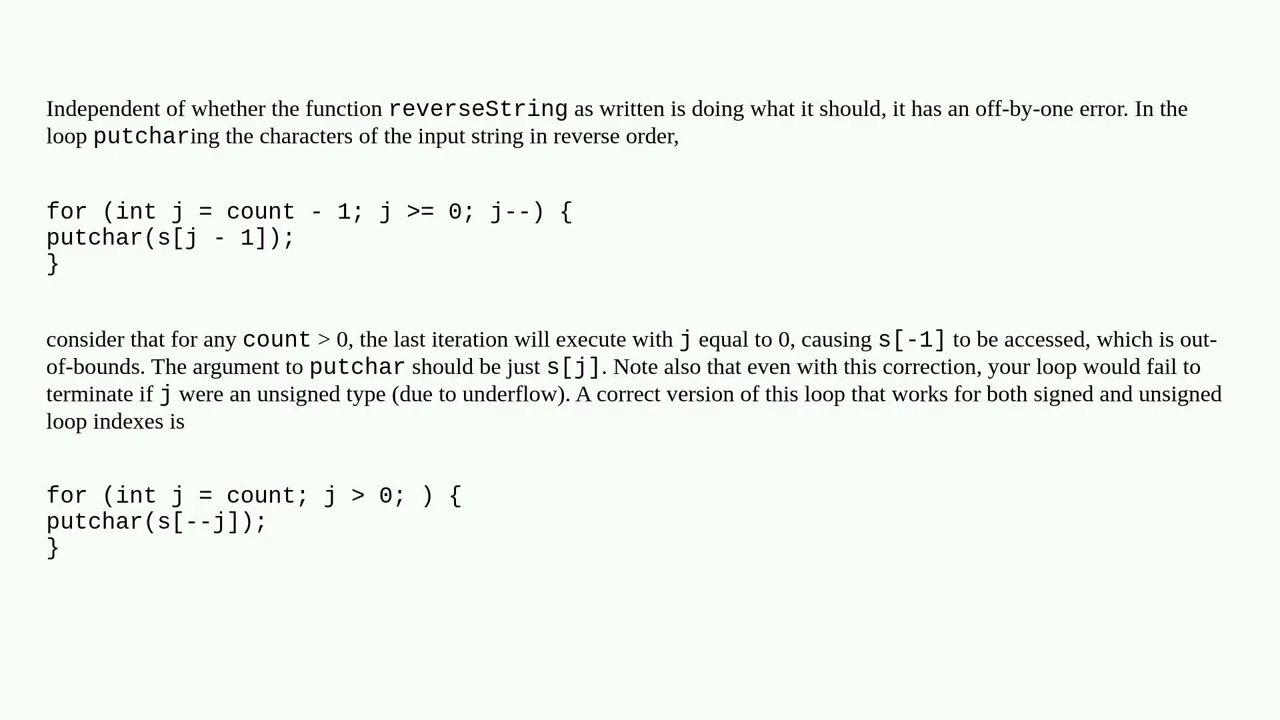 Independent of whether the function reverseString as written is doing what it should, it has an off-by-one error. In the
loop putcharing the characters of the input string in reverse order,
for (int j = count - 1; j >= 0; j--) {
putchar(s[j - 1]);
}
consider that for any count > 0, the last iteration will execute with j equal to 0, causing s[-1] to be accessed, which is out-
of-bounds. The argument to putchar should be just s[j]. Note also that even with this correction, your loop would fail to
terminate if j were an unsigned type (due to underflow). A correct version of this loop that works for both signed and unsigned
loop indexes is
for (int j = count; j > 0; ) {
putchar(s[--j]);
}